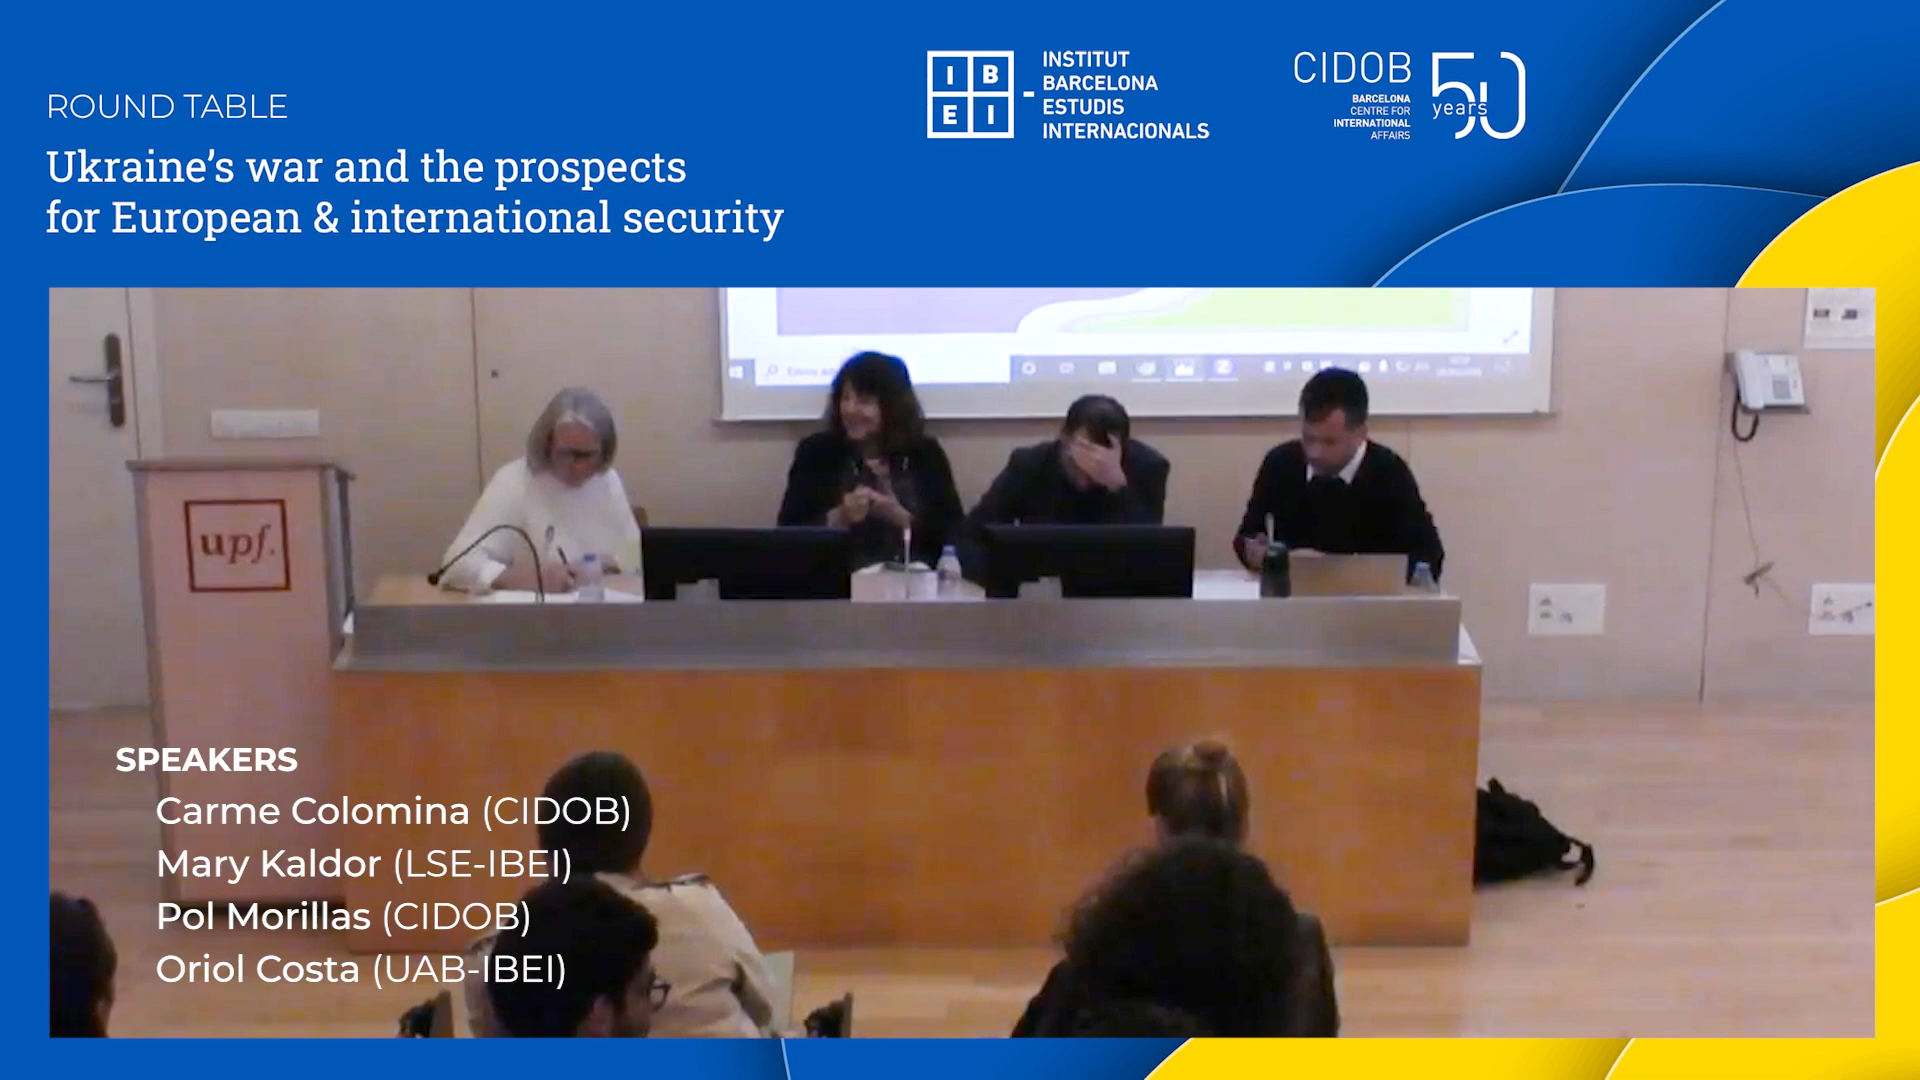 ROUND TABLE
Ukraine's war and the prospects
for European & international security
I B
E I
INSTITUT
BARCELONA
ESTUDIS
INTERNACIONALS
CIDOB
BARCELONA
CENTRE FOR
INTERNATIONAL
AFFAIRS
50
years
upf.
SPEAKERS
Carme Colomina (CIDOB)
Mary Kaldor (LSE-IBEI)
Pol Morillas (CIDOB)
Oriol Costa (UAB-IBEI)